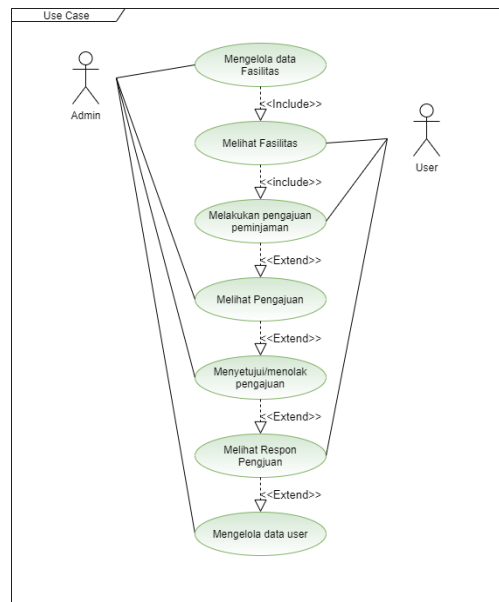 Use Case
Mengelola data
Fasilitas
Admin
<<Include>>
Melihat Fasilitas
User
<<include>>
Melakukan pengajuan
peminjaman
<<Extend>>
Melihat Pengajuan
<<Extend>>
Menyetujui/menolak
pengajuan
<<Extend>>
Melihat Respon
Pengjuan
<<Extend>>
Mengelola data user